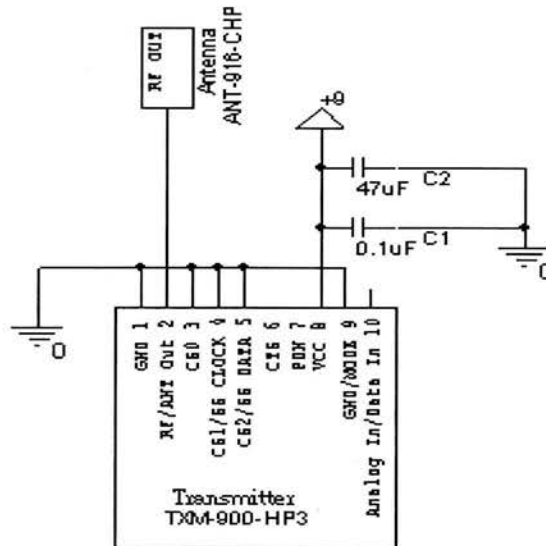 RF OUT
Antenna
ANT-916-CHP
+9
C2
47uF
C1
0.1uF
0
0
GND 1
RF/ANT Out 2
CS0 3
CS1/SS CLOCK 4
CS2/SS DATA 5
CTS 6
PDN 7
VCC 8
GND/MODE 9
Analog In/Data In 10
Transmitter
TXM-900-HP3